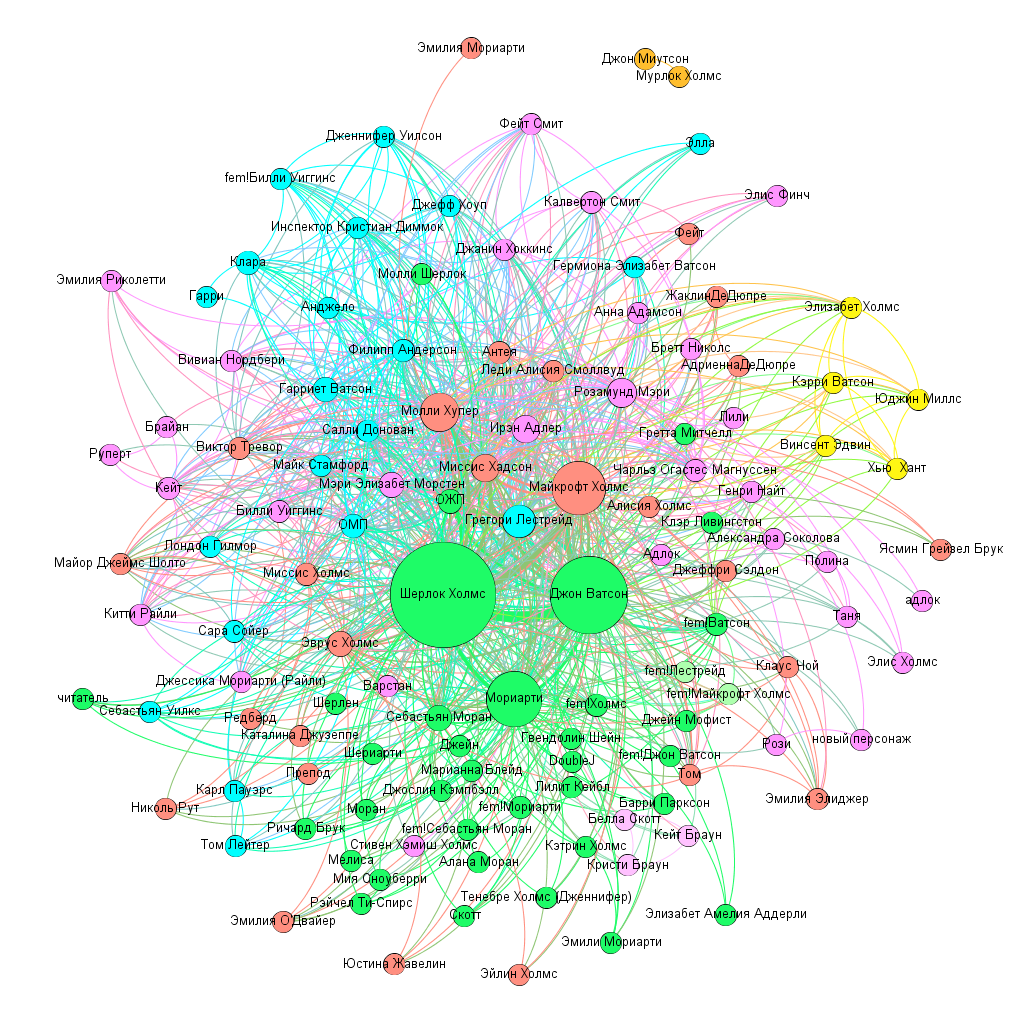 Эмилия Мориарти
Джон Миутсон
Мурлок Холмс
Фейт Смит
Дженнифер Уилсон
Элла
fem!Билли Уиггинс
Элис Финч
Джефф Хоуп
Калвертон Смит
Инспектор Кристиан Диммок
Фейт
Джанин Хоккинс
Клара
Гермиона Элизабет Ватсон
Молли Шерлок
Эмилия Риколетти
Гарри
ЖаклинДеДюпре
Анджело
Элизабет Холмс
Анна Адамсон
Филипп Андерсон
Антея
Бретт Николс
Вивиан Нордбери
Леди Алисия Смоллвуд
АдриеннаДеДюпре
Кэрри Ватсон
Гарриет Ватсон
Розамунд Мэри
Юджин Миллс
Молли Хупер
Лили
Брайан
Салли Донован
Ирэн Адлер
Гретта Митчелл
Виктор Тревор
Винсент Эдвин
Руперт
Майк Стамфорд
Миссис Хадсон
Чарльз Огастес Магнуссен
Хью Хант
Кейт
Мэри Элизабет Морстен
Майкрофт Холмс
Генри Найт
ОЖП
Алисия Холмс
Билли Уиггинс
ОМП
Грегори Лестрейд
Клэр Ливингстон
Александра Соколова
Лондон Гилмор
Ясмин Грейвел Брук
Майор Джеймс Шолто
Адлок
Полина
Миссис Холмс
Джеффри Сэлдон
Шерлок Холмс
Джон Ватсон
адлок
Китти Райли
Таня
Сара Сойер
fem!Ватсон
Эврус Холмс
Элис Холмс
Клаус Ной
fem!Лестрейд
Джессика Мориарти (Райли)
Варстан
fem!Майкрофт Холмс
читатель
Мориарти
Шерлен
fem!Холмс
Себастьян Уилкс
Редберд
Себастьян Моран
Джейн Мофист
Каталина Джузеппе
Гвендолин Шейн
Рози
новый персонаж
Джейн
Шериарти
fem!Джон Ватсон
DoubleJ
Препод
Марианна Блейд
Том
Карл Пауэрс
Джослин Кэмпбэлл
Лилит Кейбл
Эмилия Элиджер
Николь Рут
Моран
fem!Мориарти
Барри Парксон
Белла Скотт
Ричард Брук
fem!Себастьян Моран
Кейт Браун
Том Лейтер
Стивен Хэмиш Холмс
Кэтрин Холмс
Мелиса
Алана Моран
Кристи Браун
Мия Сноуберри
Тенебре Холмс (Дженнифер)
Рэйчел Ти-Спирс
Скотт
Элизабет Амелия Аддерли
Эмилия О'Двайер
Эмили Мориарти
Юстина Жавелин
Эйлин Холмс